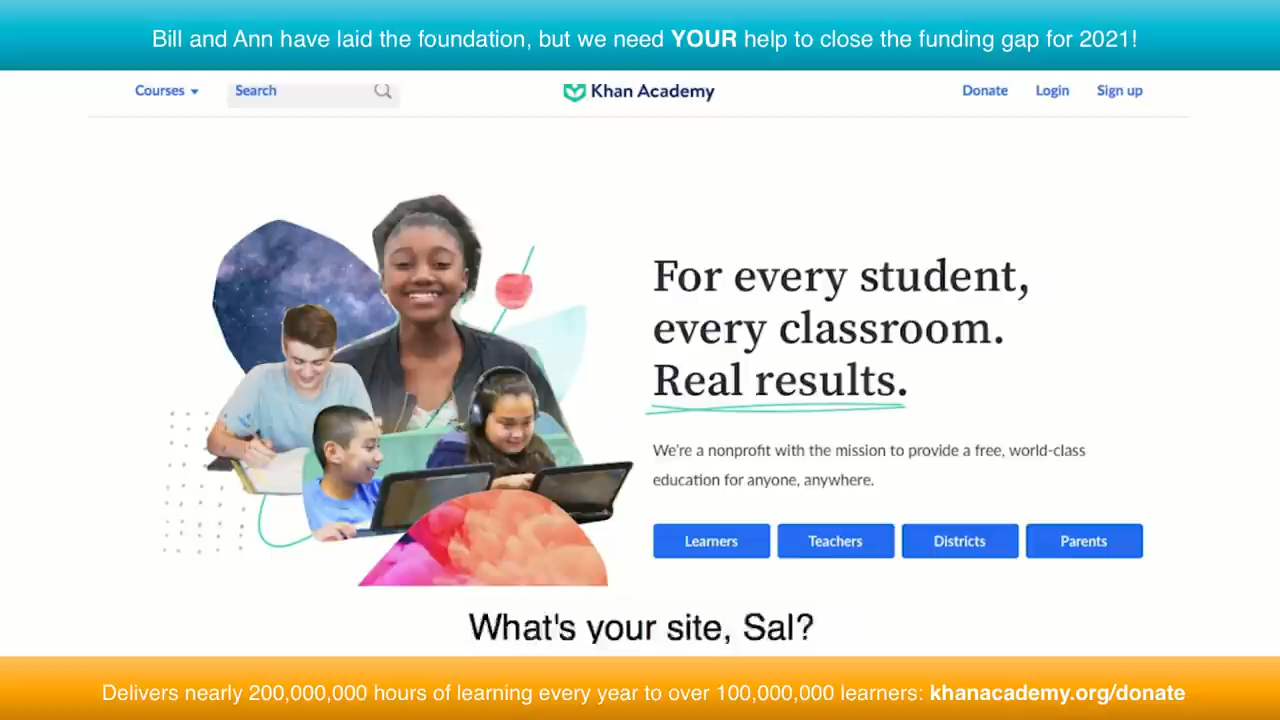 Bill and Ann have laid the foundation, but we need YOUR help to close the funding gap for 2021!
Courses
Search
Khan Academy
Donate
Login
Sign up
For every student,
every classroom.
Real results.
We're a nonprofit with the mission to provide a free, world-class
education for anyone, anywhere.
Learners
Teachers
Districts
Parents
What's your site, Sal?
Delivers nearly 200,000,000 hours of learning every year to over 100,000,000 learners: khanacademy.org/donate